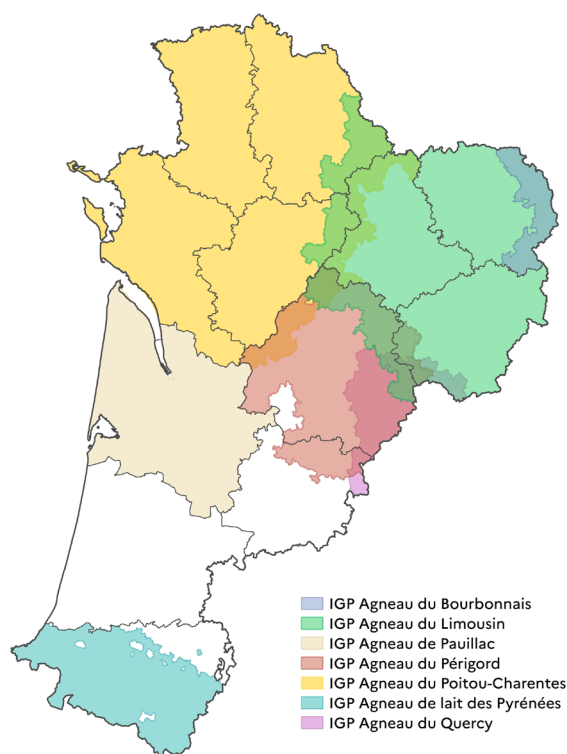 IGP Agneau du Bourbonnais
IGP Agneau du Limousin
IGP Agneau de Pauillac
IGP Agneau du Périgord
IGP Agneau du Poitou-Charentes
IGP Agneau de lait des Pyrénées
IGP Agneau du Quercy